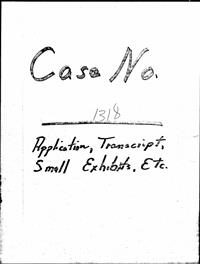 Case No.
1318
Application, Transcript,
Small Exhibits, Etc.